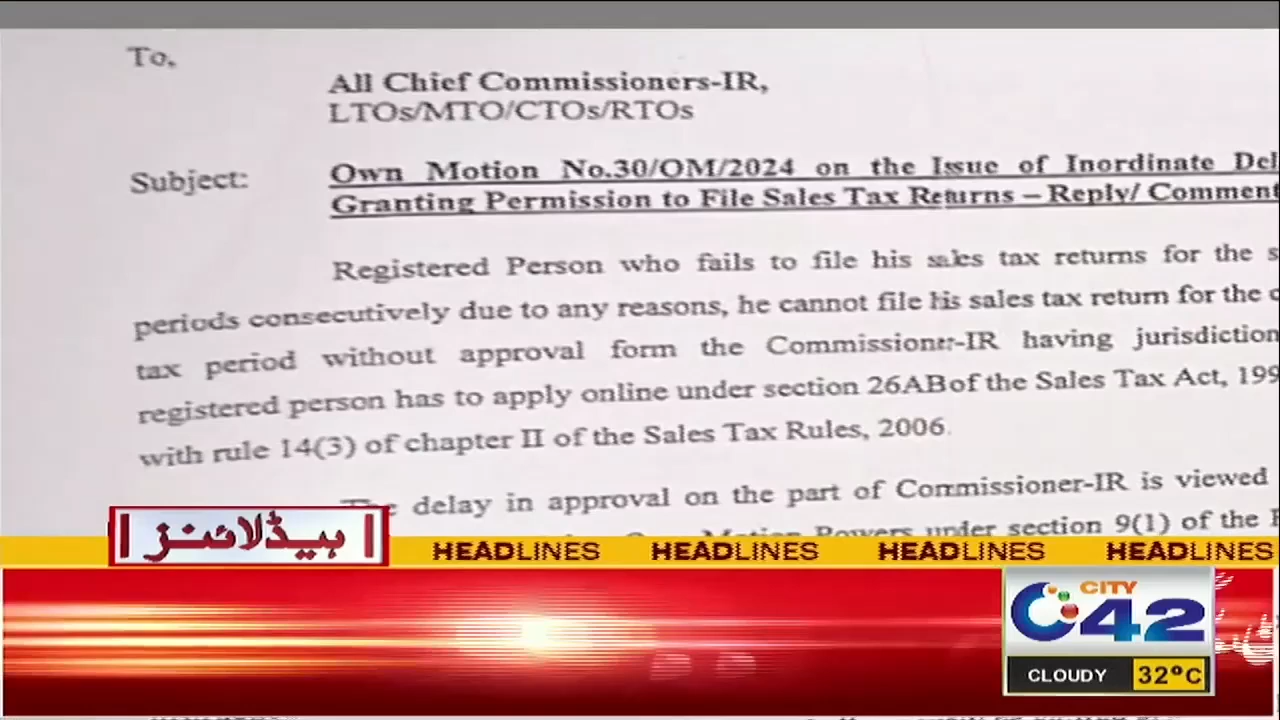 To,
All Chief Commissioners-IR,
LTOs/MTO/CTOs/RTOs
Subject:
Own Motion No.30/OM/2024 on the Issue of Inordinate
Granting Permission to File Sales Tax Returns – Reply/
Registered Person who fails to file his sales tax returns for the
periods consecutively due to any reasons, he cannot file his sales tax return for the
tax period without approval form the Commissioner-IR having jurisdiction
registered person has to apply online under section 26ABof the Sales Tax Act,
with rule 14(3) of chapter II of the Sales Tax Rules, 2006.
delay in approval on the part of Commissioner-IR is viewed
Motion Powers under section 9(1) of the
ہیڈلائنز
HEADLINES HEADLINES HEADLINES HEADLINES
CITY
42
CLOUDY 32°C